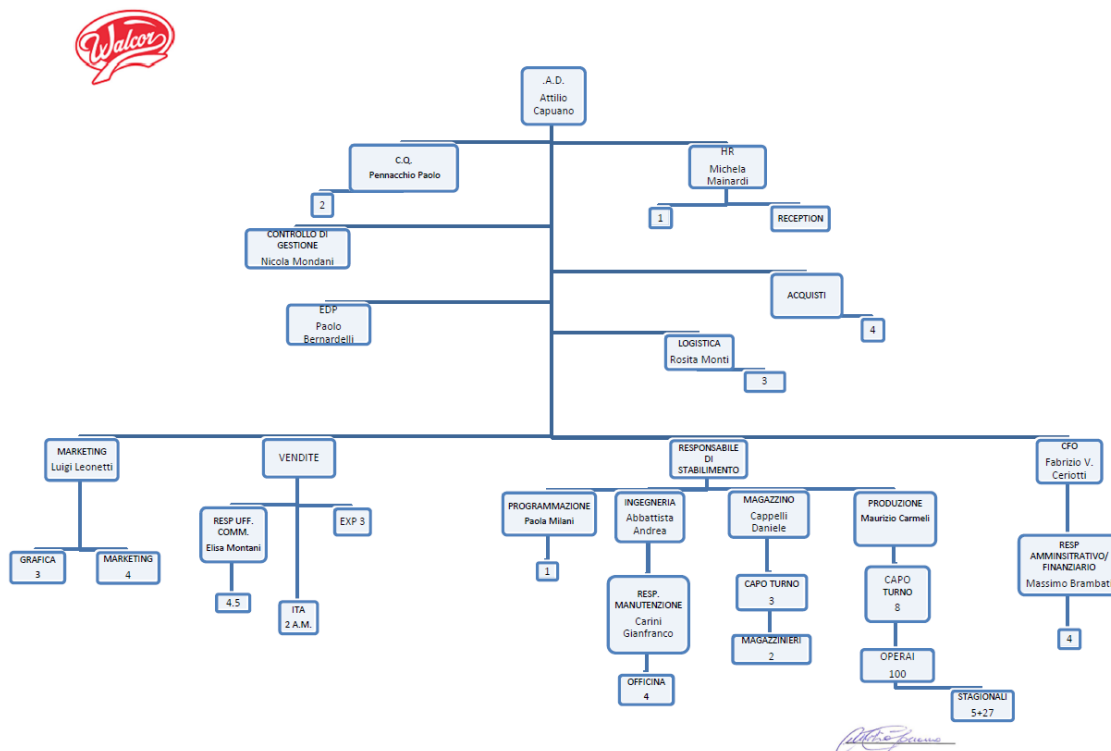 Walcor
.A.D.
Attilio
Capuano
C.Q.
Pennacchio Paolo
2
HR
Michela
Mainardi
1
RECEPTION
CONTROLLO DI
GESTIONE
Nicola Mondani
ACQUISTI
4
EDP
Paolo
Bernardelli
LOGISTICA
Rosita Monti
3
MARKETING
Luigi Leonetti
GRAFICA
3
MARKETING
4
VENDITE
RESP UFF.
COMM.
Elisa Montani
4.5
ITA
2 A.M.
EXP 3
RESPONSABILE
DI
STABILIMENTO
PROGRAMMAZIONE
Paola Milani
1
INGEGNERIA
Abbattista
Andrea
RESP.
MANUTENZIONE
Carini
Gianfranco
OFFICINA
4
MAGAZZINO
Cappelli
Daniele
CAPO TURNO
3
MAGAZZINIERI
2
PRODUZIONE
Maurizio Carmeli
CAPO
TURNO
8
OPERAI
100
STAGIONALI
5+27
CFO
Fabrizio V.
Ceriotti
RESP
AMMINSITRATIVO/
FINANZIARIO
Massimo Brambati
4